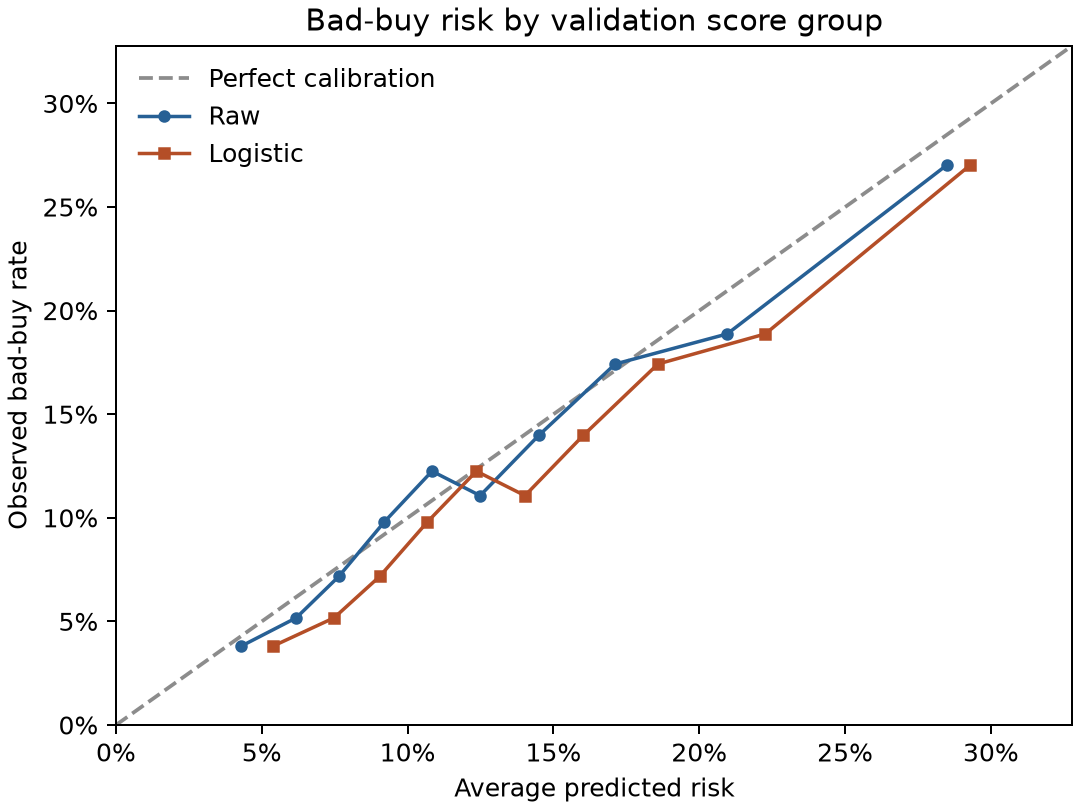 Bad-buy risk by validation score group
Perfect calibration
Raw
Logistic
30%
25%
20%
15%
10%
5%
0%
Observed bad-buy rate
0%
5%
10%
15%
20%
25%
30%
Average predicted risk